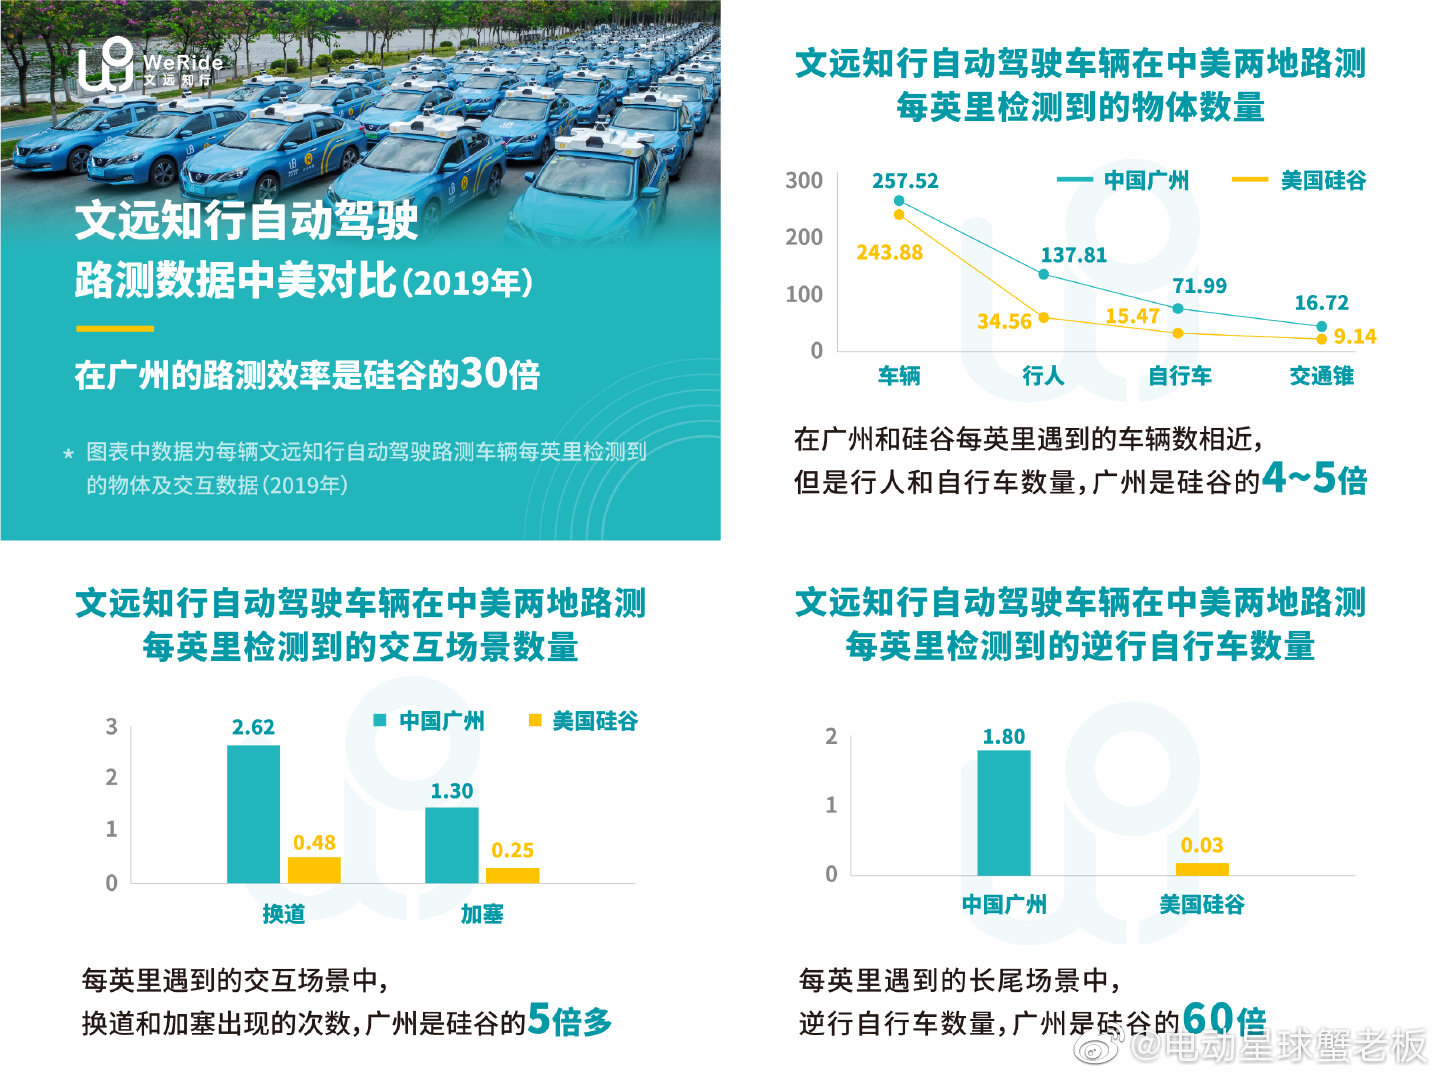 WeRide
文远知行
文远知行自动驾驶
路测数据中美对比(2019年)
在广州的路测效率是硅谷的30倍
* 图表中数据为每辆文远知行自动驾驶路测车辆每英里检测到
的物体及交互数据(2019年)
文远知行自动驾驶车辆在中美两地路测
每英里检测到的物体数量
中国广州 美国硅谷
300
200
100
0
257.52
243.88
137.81
34.56
71.99
15.47
16.72
9.14
车辆 行人 自行车 交通锥
在广州和硅谷每英里遇到的车辆数相近,
但是行人和自行车数量,广州是硅谷的4~5倍
文远知行自动驾驶车辆在中美两地路测
每英里检测到的交互场景数量
中国广州 美国硅谷
3
2
1
0
2.62
0.48
1.30
0.25
换道 加塞
每英里遇到的交互场景中,
换道和加塞出现的次数,广州是硅谷的5倍多
文远知行自动驾驶车辆在中美两地路测
每英里检测到的逆行自行车数量
2
1
0
1.80
0.03
中国广州 美国硅谷
每英里遇到的长尾场景中,
逆行自行车数量,广州是硅谷的60倍
@电动星球蟹老板